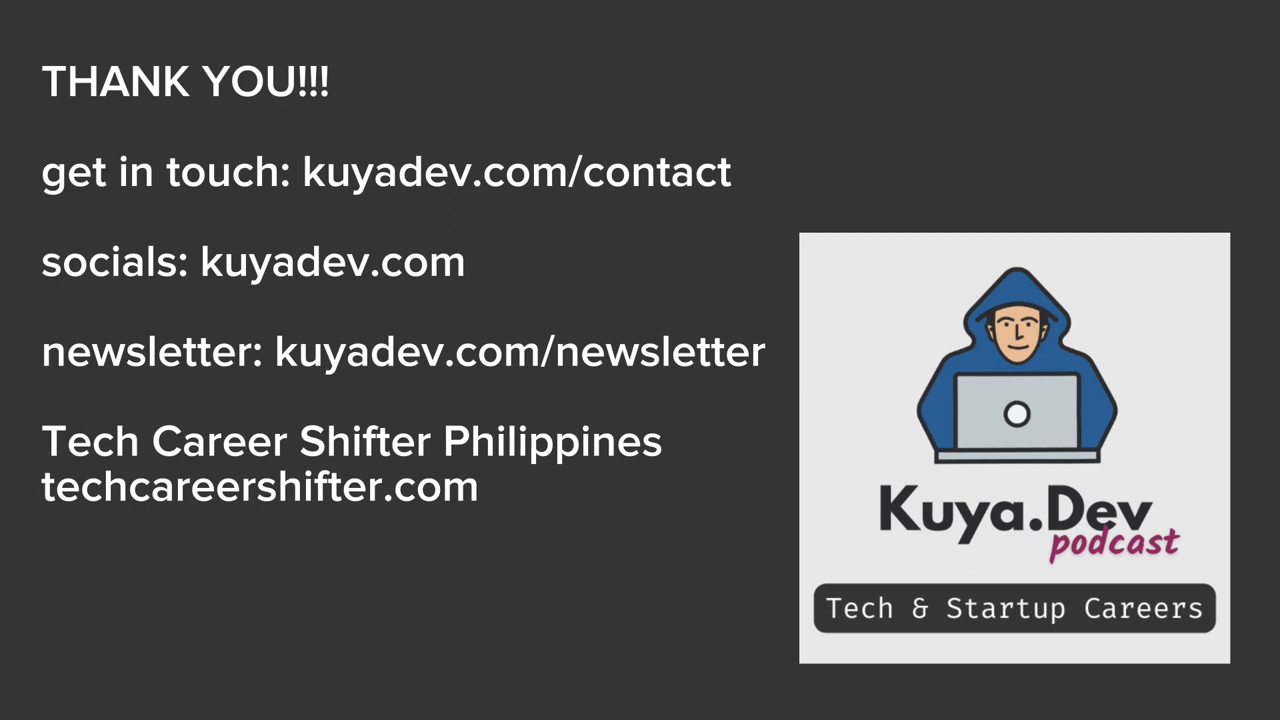 THANK YOU!!!
get in touch: kuyadev.com/contact
socials: kuyadev.com
newsletter: kuyadev.com/newsletter
Tech Career Shifter Philippines
techcareershifter.com
Kuya.Dev
podcast
Tech & Startup Careers